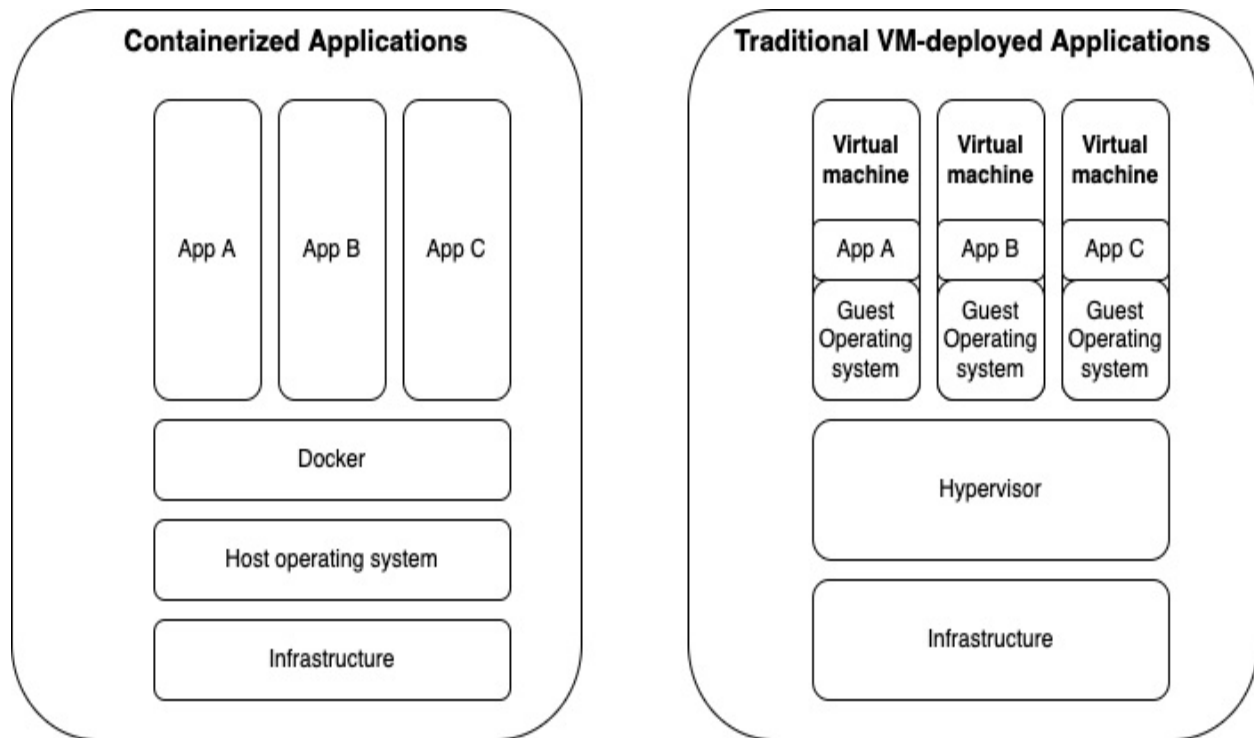 Containerized Applications
App A
App B
App C
Docker
Host operating system
Infrastructure
Traditional VM-deployed Applications
Virtual
machine
Virtual
machine
Virtual
machine
App A
App B
App C
Guest
Operating
system
Guest
Operating
system
Guest
Operating
system
Hypervisor
Infrastructure